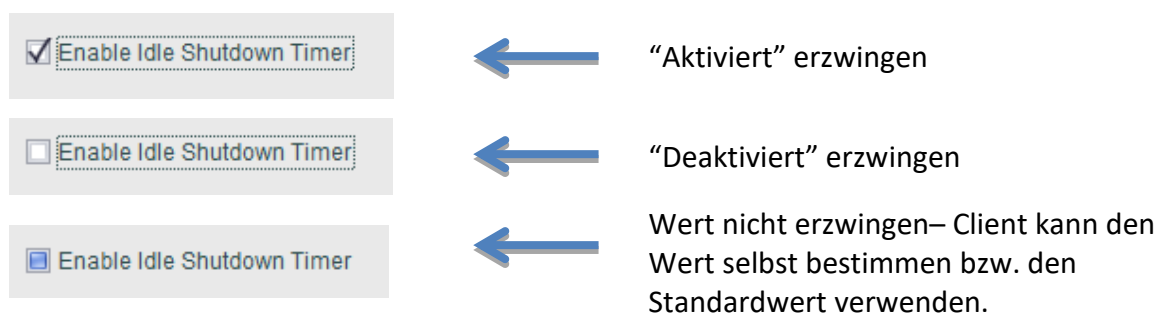 Enable Idle Shutdown Timer
“Aktiviert” erzwingen
Enable Idle Shutdown Timer
“Deaktiviert” erzwingen
Enable Idle Shutdown Timer
Wert nicht erzwingen– Client kann den
Wert selbst bestimmen bzw. den
Standardwert verwenden.